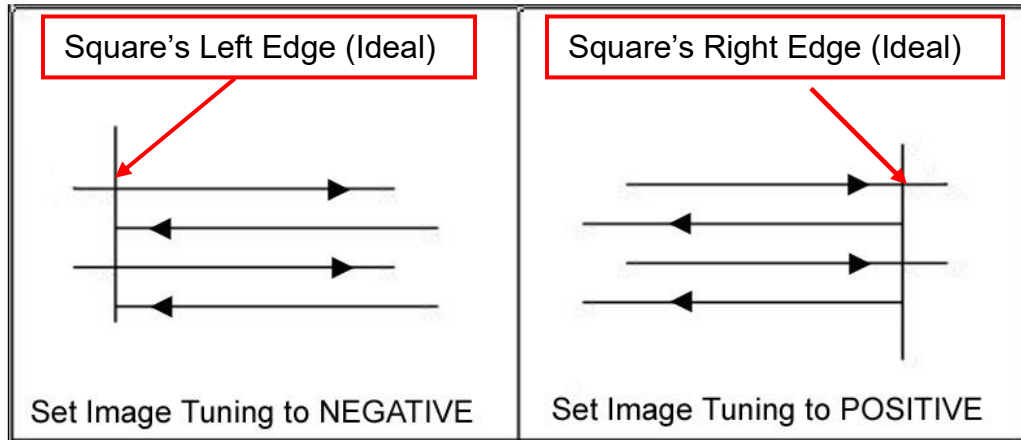 Square’s Left Edge (Ideal)
Square’s Right Edge (Ideal)
Set Image Tuning to NEGATIVE
Set Image Tuning to POSITIVE